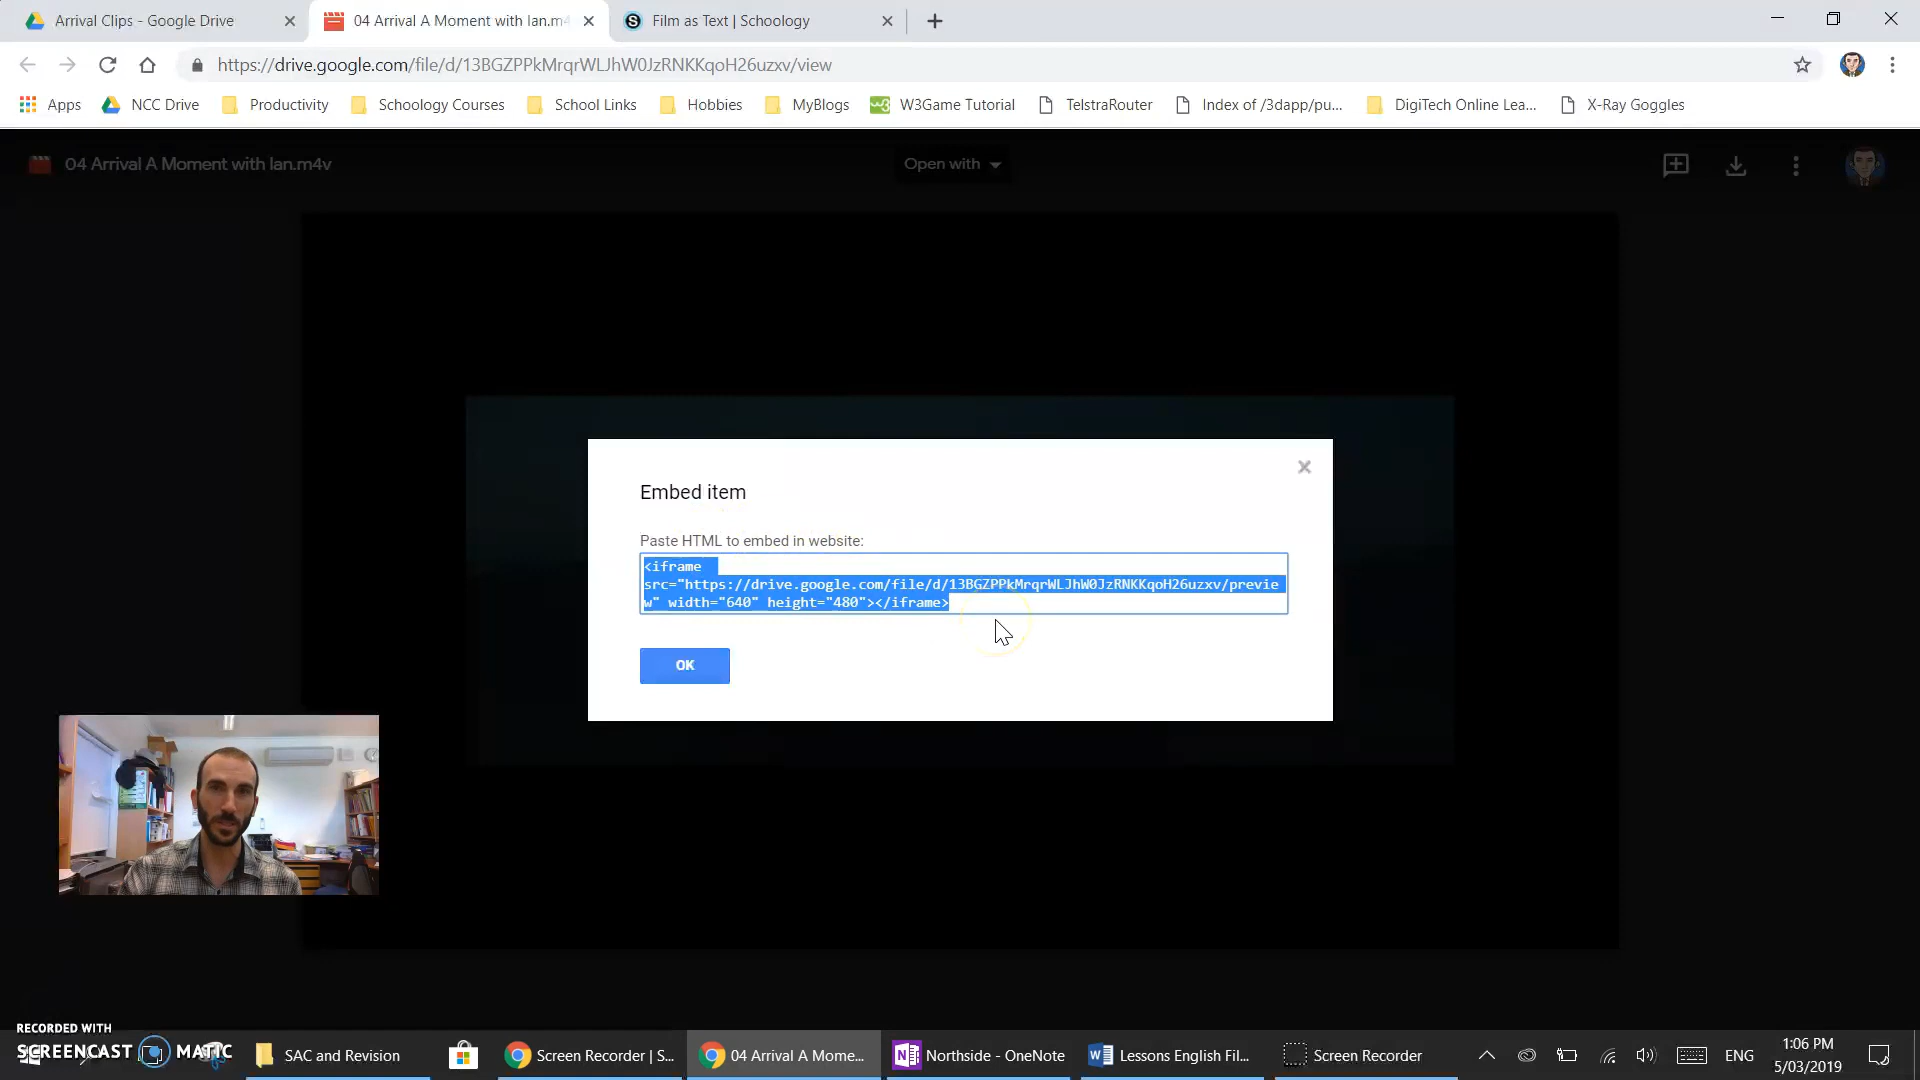 Arrival Clips - Google Drive
04 Arrival A Moment with Ian.m4
Film as Text | Schoology
https://drive.google.com/file/d/13BGZPPkMrqrWLJhW0JzRNKKqoH26uzxv/view
Apps
NCC Drive
Productivity
Schoology Courses
School Links
Hobbies
MyBlogs
W3Game Tutorial
TelstraRouter
Index of /3dapp/pu...
DigiTech Online Lea...
X-Ray Goggles
04 Arrival A Moment with Ian.m4v
Open with
Embed item
Paste HTML to embed in website:
<iframe
src="https://drive.google.com/file/d/13BGZPPkMrqrWLJhW0JzRNKKqoH26uzxv/previe
w" width="640" height="480"></iframe>
OK
RECORDED WITH
SCREENCAST MATIC
SAC and Revision
Screen Recorder | S...
04 Arrival A Mome...
Northside - OneNote
Lessons English Fil...
Screen Recorder
ENG
1:06 PM
5/03/2019